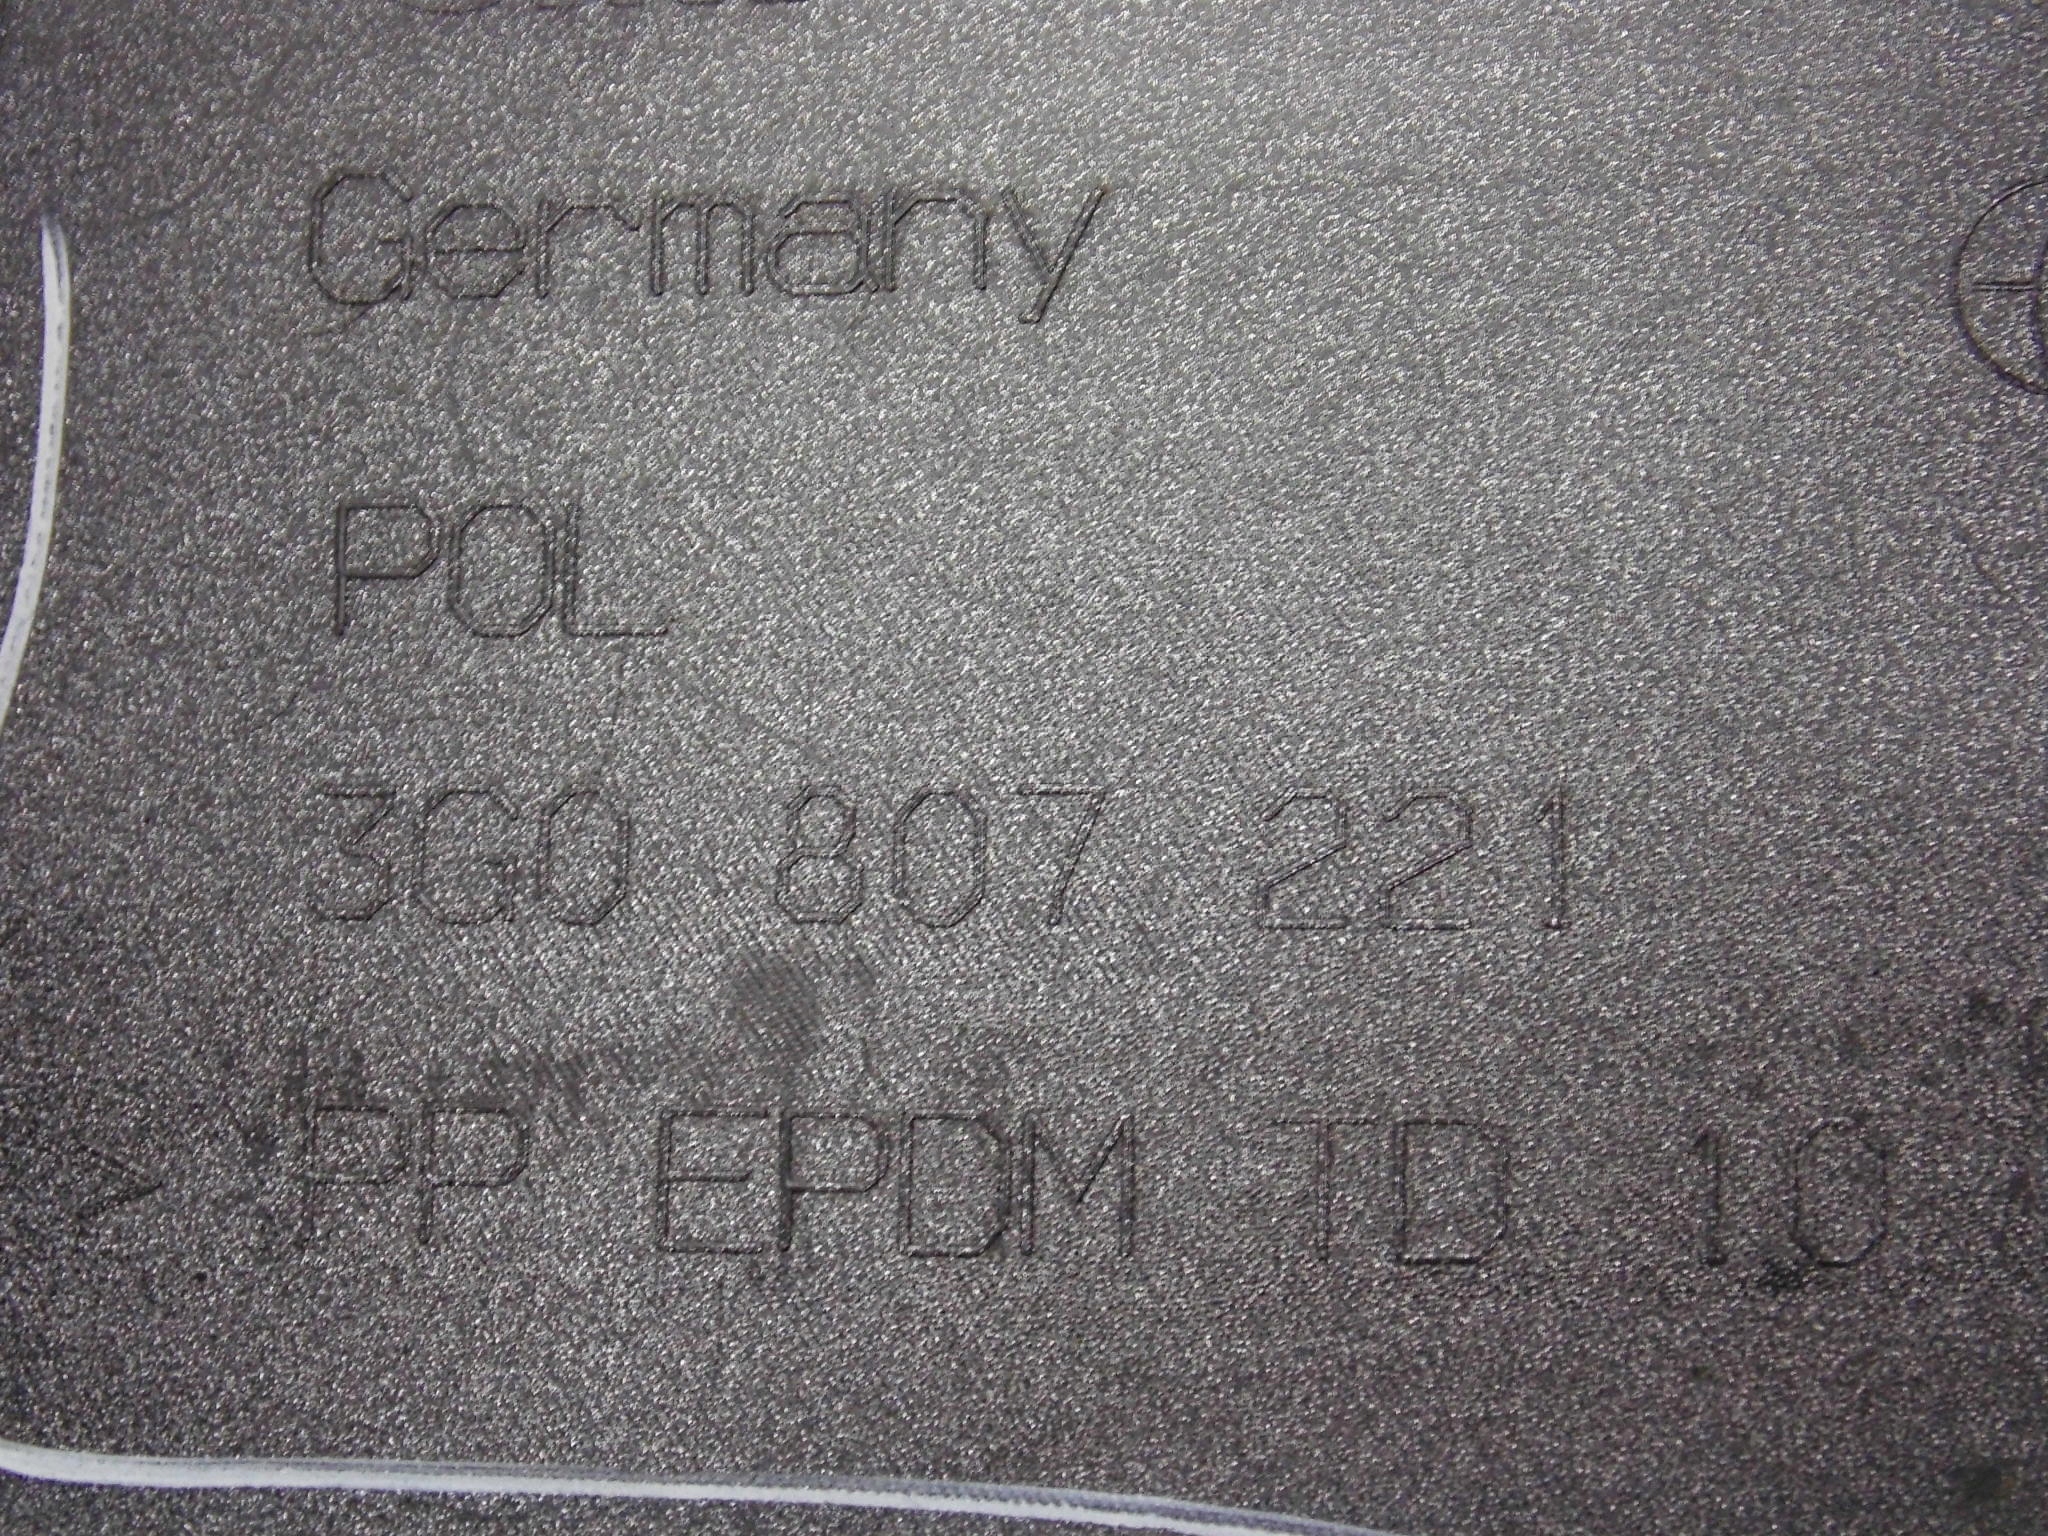 Germany
POL
3G0 807 221
> PP EPDM TD 10